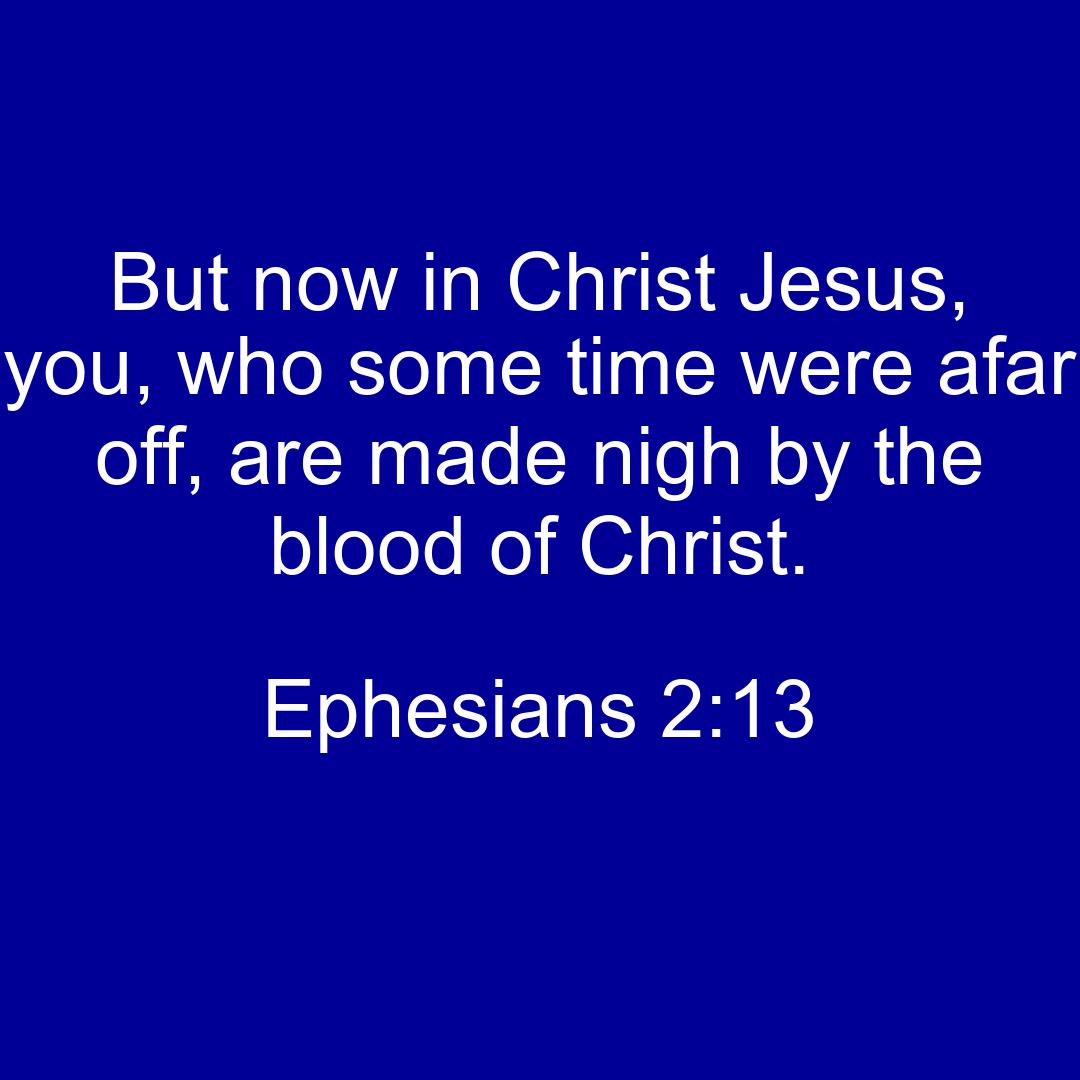 But now in Christ Jesus,
you, who some time were afar
off, are made nigh by the
blood of Christ.
Ephesians 2:13